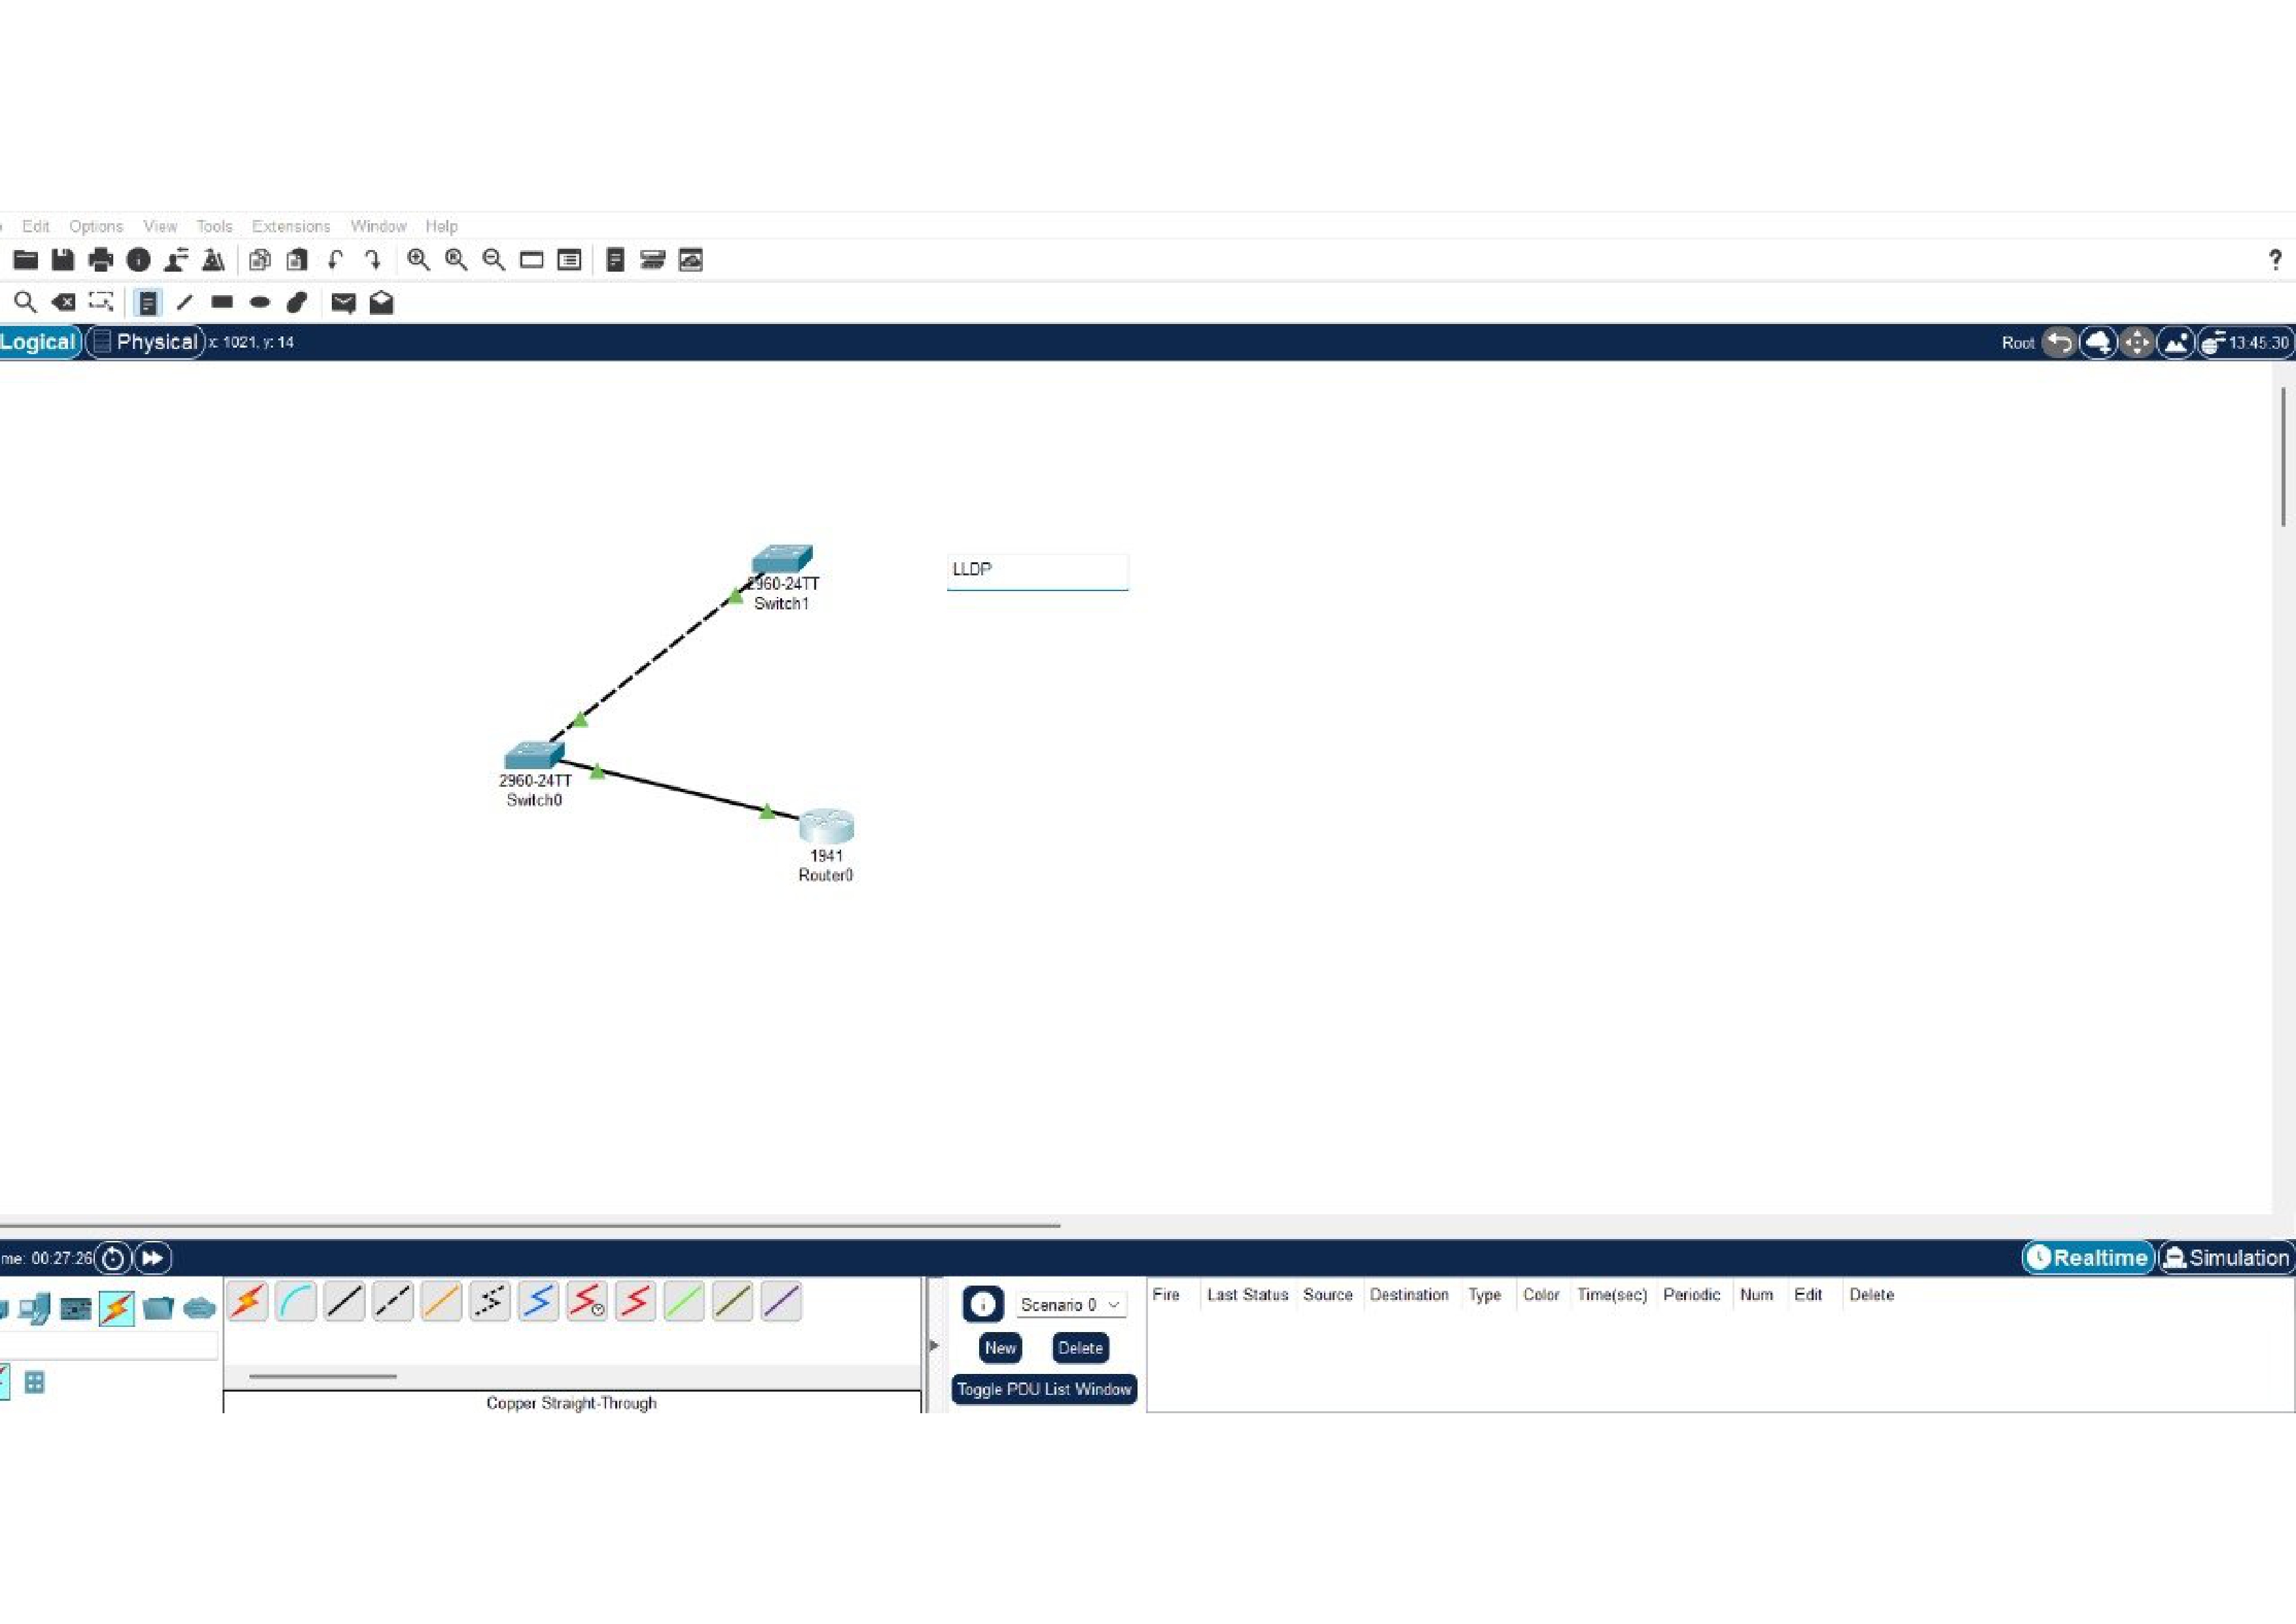 Edit Options View Tools Extensions Window Help
?
Logical Physical x: 1021, y: 14 Root 13:45:30
2960-24TT
Switch1
LLDP
2960-24TT
Switch0
1941
Router0
me: 00:27:26 Realtime Simulation
Scenario 0
New Delete
Toggle PDU List Window
Fire Last Status Source Destination Type Color Time(sec) Periodic Num Edit Delete
Copper Straight-Through